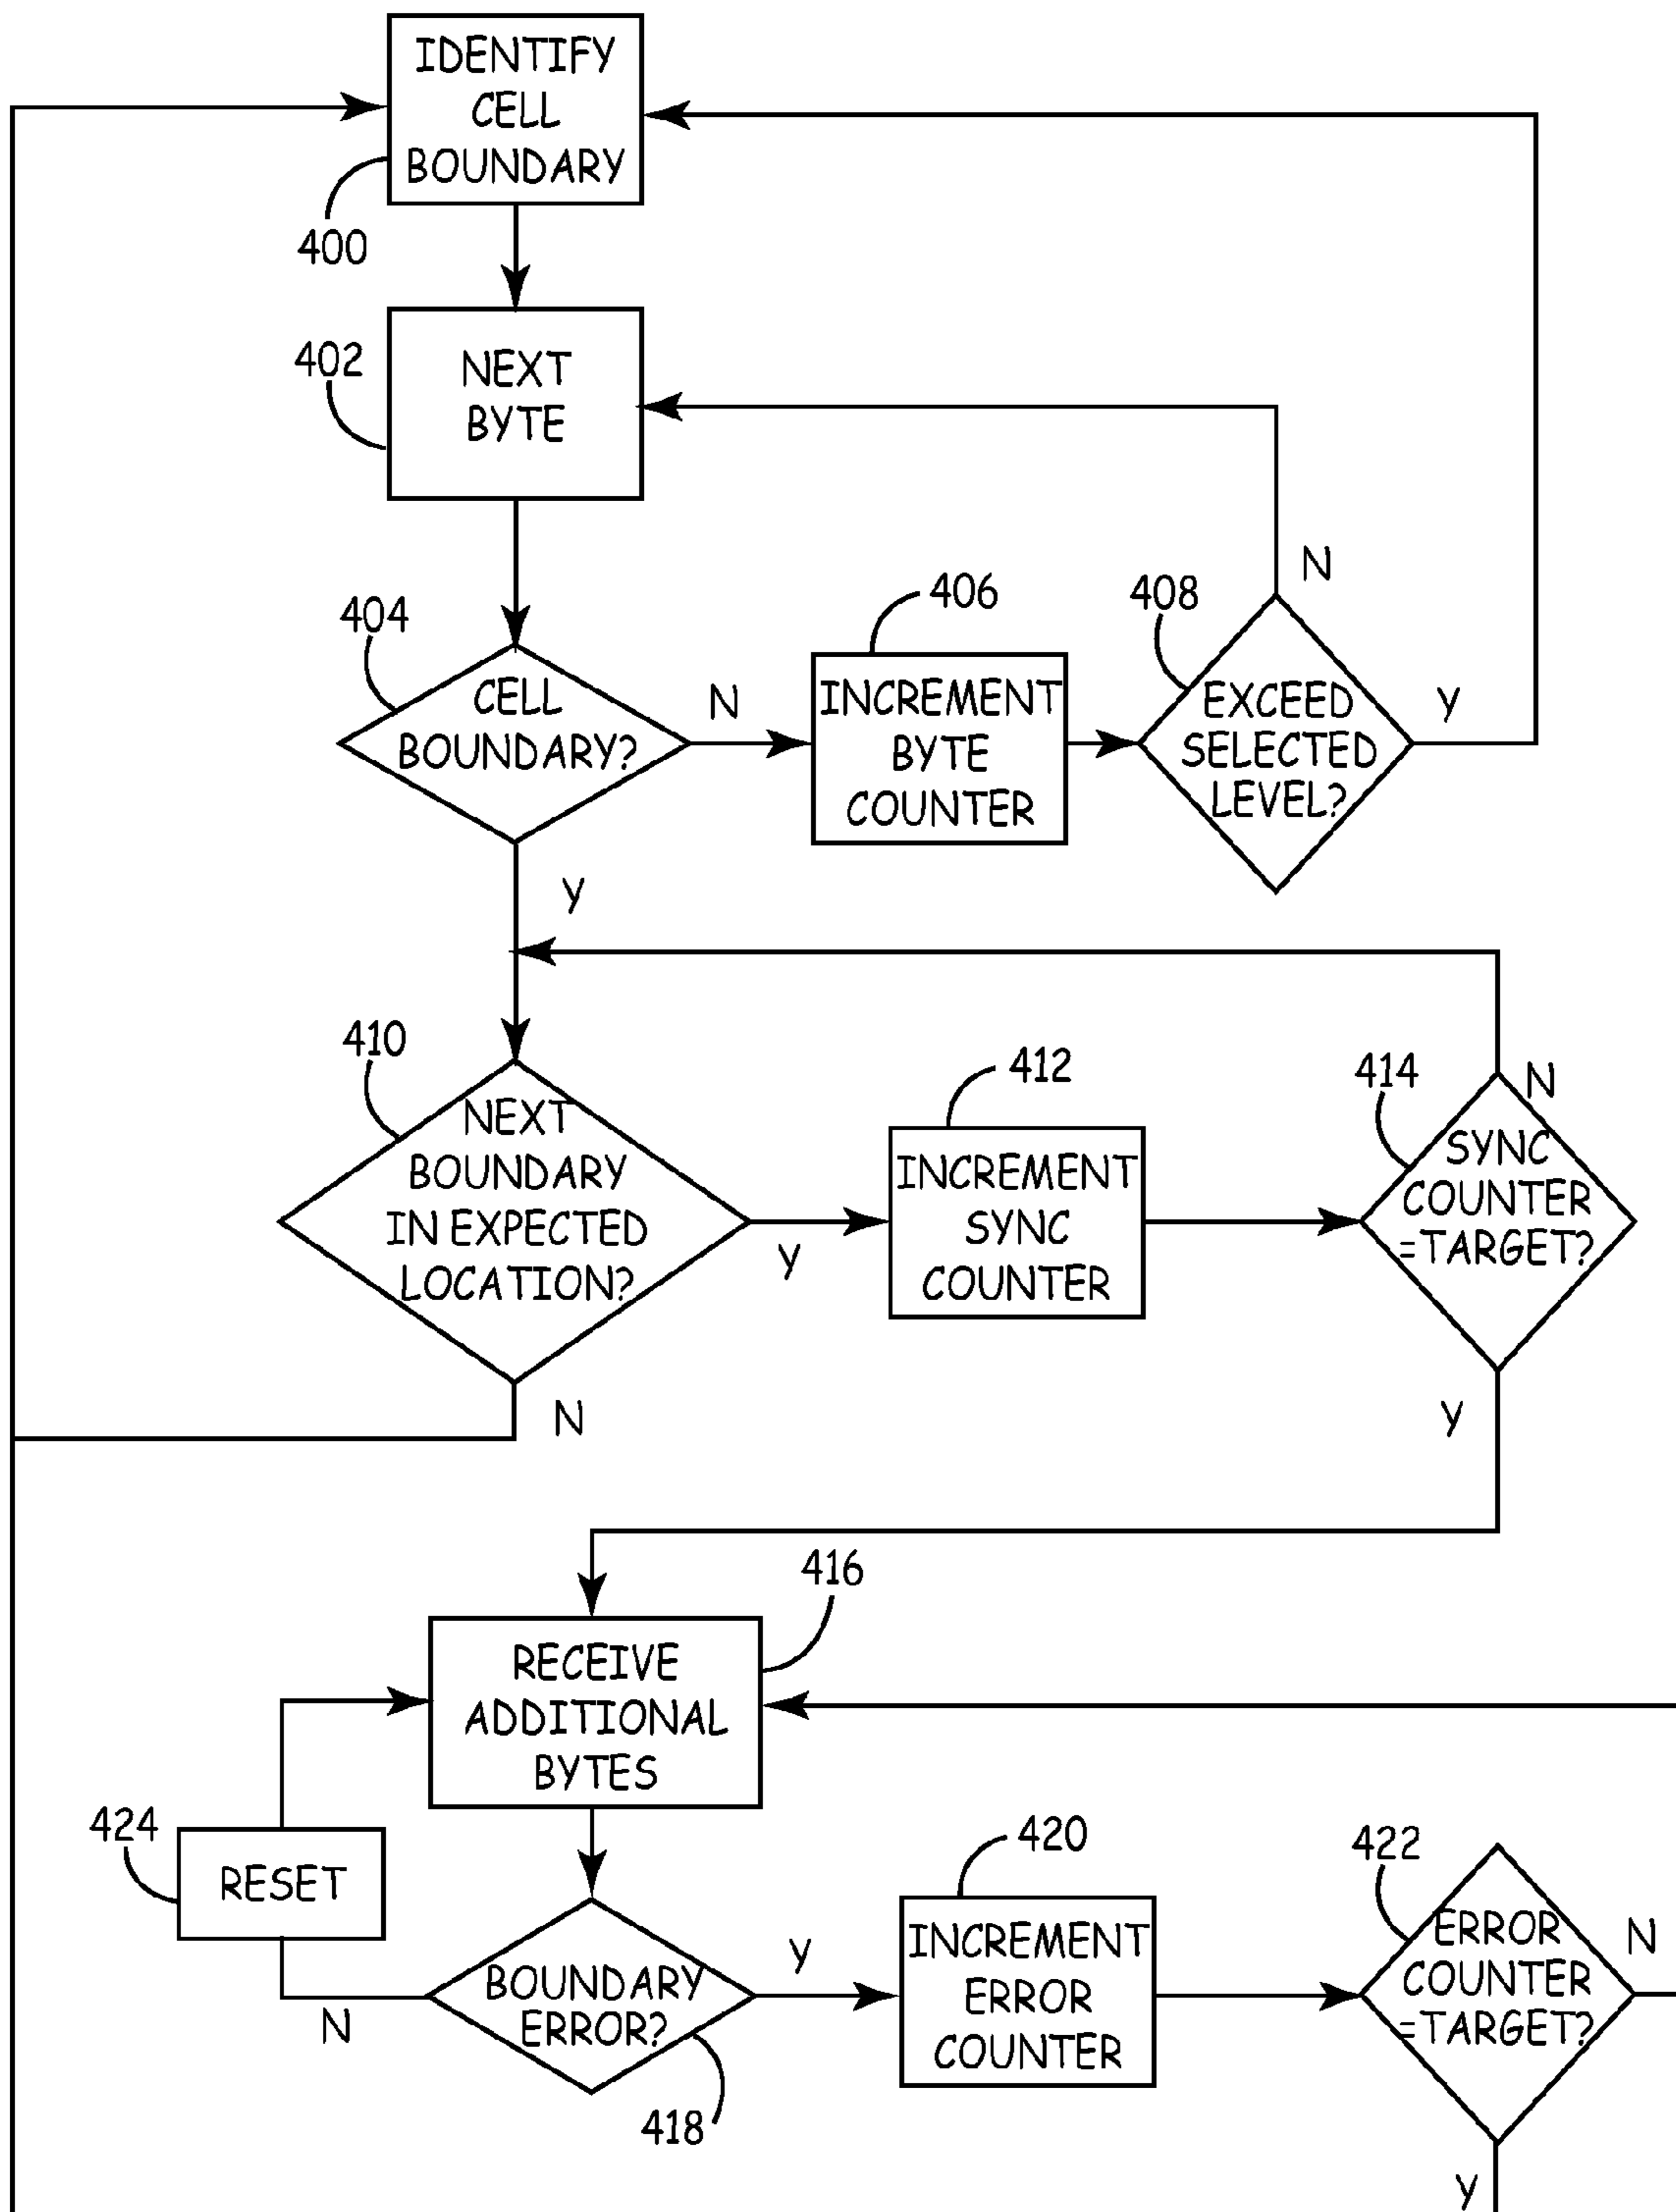 IDENTIFY
CELL
BOUNDARY
400
402
NEXT
BYTE
N
404
406
408
CELL
BOUNDARY?
N
INCREMENT
BYTE
COUNTER
EXCEED
SELECTED
LEVEL?
Y
Y
410
412
414
N
NEXT
BOUNDARY
IN EXPECTED
LOCATION?
Y
INCREMENT
SYNC
COUNTER
SYNC
COUNTER
=TARGET?
N
Y
416
RECEIVE
ADDITIONAL
BYTES
424
RESET
420
422
N
BOUNDARY
ERROR?
Y
INCREMENT
ERROR
COUNTER
ERROR
COUNTER
=TARGET?
N
418
Y